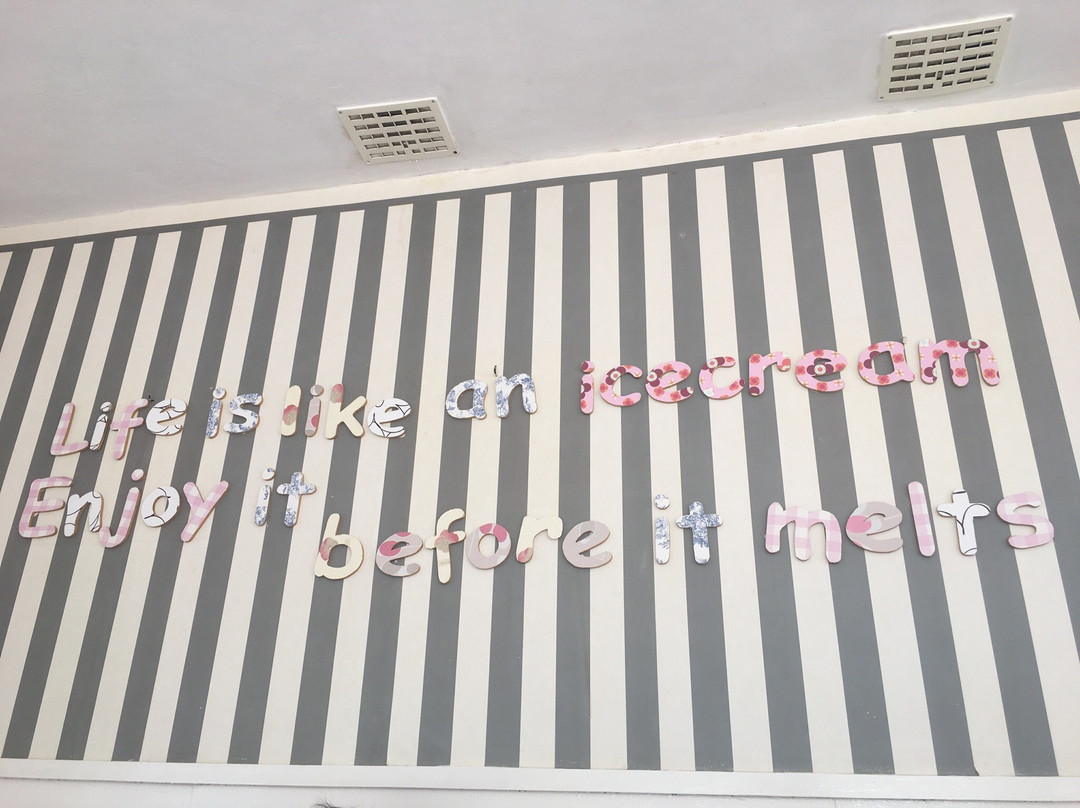 Life is like an icecream
Enjoy it before it melts